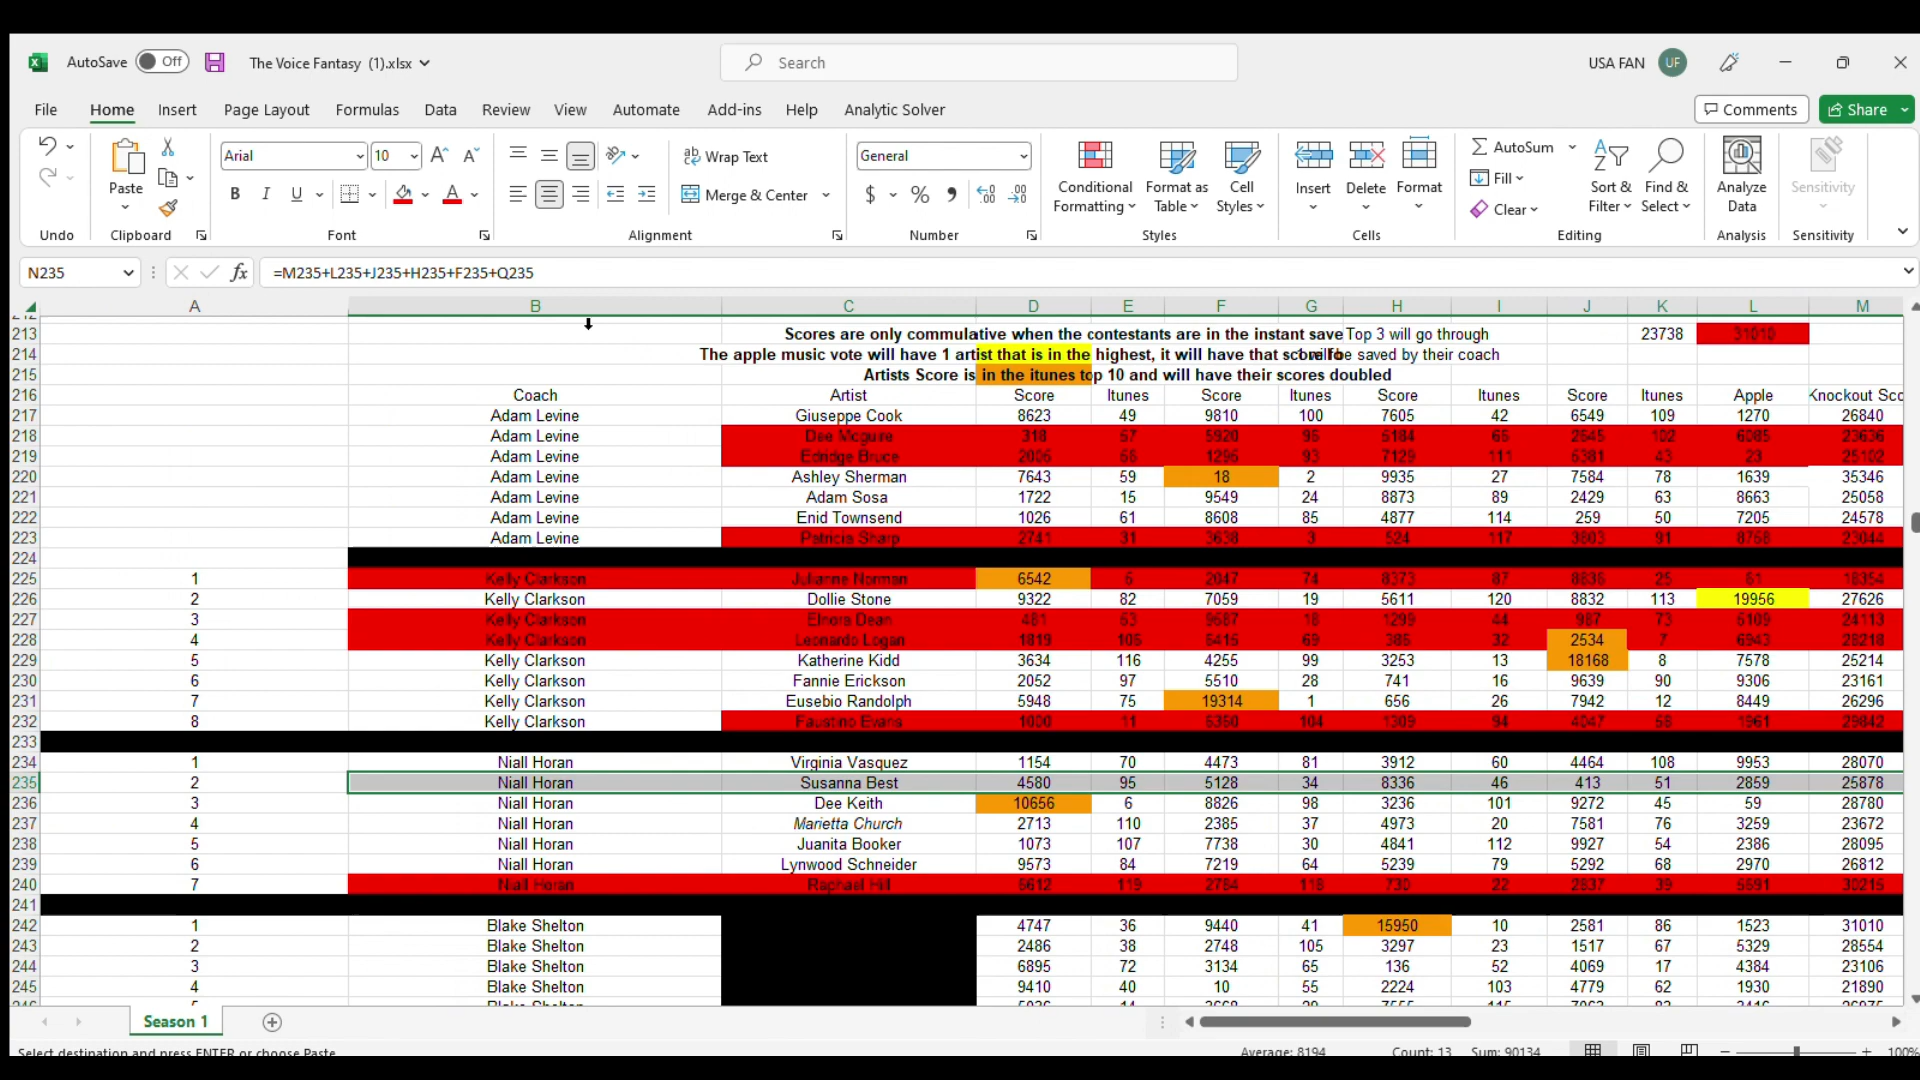 AutoSave Off The Voice Fantasy (1).xlsx Search USA FAN UF
File Home Insert Page Layout Formulas Data Review View Automate Add-ins Help Analytic Solver Comments Share
Paste Arial 10 Wrap Text Merge & Center General Conditional Formatting Format as Table Cell Styles Insert Delete Format AutoSum Fill Clear Sort & Filter Find & Select Analyze Data Sensitivity
Undo Clipboard Font Alignment Number Styles Cells Editing Analysis Sensitivity
N235 fx =M235+L235+J235+H235+F235+Q235
A B C D E F G H I J K L M
213 Scores are only commulative when the contestants are in the instant save Top 3 will go through 23738 31010
214 The apple music vote will have 1 artist that is in the highest, it will have that be saved by their coach
215 Artists Score is in the itunes top 10 and will have their scores doubled
216 Coach Artist Score Itunes Score Itunes Score Itunes Score Itunes Apple Knockout Sco
217 Adam Levine Giuseppe Cook 8623 49 9810 100 7605 42 6549 109 1270 26840
218 Adam Levine Dee Mcguire 318 57 5920 96 5184 66 2645 102 6085 23636
219 Adam Levine Eldridge Bruce 2006 66 1296 93 7129 111 5381 43 23 25102
220 Adam Levine Ashley Sherman 7643 59 18 2 9935 27 7584 78 1639 35346
221 Adam Levine Adam Sosa 1722 15 9549 24 8873 89 2429 63 8663 25058
222 Adam Levine Enid Townsend 1026 61 8608 85 4877 114 259 50 7205 24578
223 Adam Levine Patricia Sharp 2741 31 3638 3 524 117 3803 91 8758 23044
224
225 1 Kelly Clarkson Julianne Norman 6542 6 2047 74 8373 87 8836 25 61 18354
226 2 Kelly Clarkson Dollie Stone 9322 82 7059 19 5611 120 8832 113 19956 27626
227 3 Kelly Clarkson Elnora Dean 481 53 9687 18 1299 44 987 73 5109 24113
228 4 Kelly Clarkson Leonardo Logan 1819 106 6415 69 386 32 2534 7 6943 28218
229 5 Kelly Clarkson Katherine Kidd 3634 116 4255 99 3253 13 18168 8 7578 25214
230 6 Kelly Clarkson Fannie Erickson 2052 97 5510 28 741 16 9639 90 9306 23161
231 7 Kelly Clarkson Eusebio Randolph 5948 75 19314 1 656 26 7942 12 8449 26296
232 8 Kelly Clarkson Faustino Evans 1000 11 104 1309 94 4047 1961 29842
233
234 1 Niall Horan Virginia Vasquez 1154 70 4473 81 3912 60 4464 108 9953 28070
235 2 Niall Horan Susanna Best 4580 95 5128 34 8336 46 413 51 2859 25878
236 3 Niall Horan Dee Keith 10656 6 8826 98 3236 101 9272 45 59 28780
237 4 Niall Horan Marietta Church 2713 110 2385 37 4973 20 7581 76 3259 23672
238 5 Niall Horan Juanita Booker 1073 107 7738 30 4841 112 9927 54 2386 28095
239 6 Niall Horan Lynwood Schneider 9573 84 7219 64 5239 79 5292 68 2970 26812
240 7 Niall Horan Raphael Hill 119 2784 118 730 22 2837 39 5591 30215
241
242 1 Blake Shelton 4747 36 9440 41 15950 10 2581 86 1523 31010
243 2 Blake Shelton 2486 38 2748 105 3297 23 1517 67 5329 28554
244 3 Blake Shelton 6895 72 3134 65 136 52 4069 17 4384 23106
245 4 Blake Shelton 9410 40 10 55 2224 103 4779 62 1930 21890
Season 1
Select destination and press ENTER or choose Paste Average: 8194 Count: 13 Sum: 90134 100%